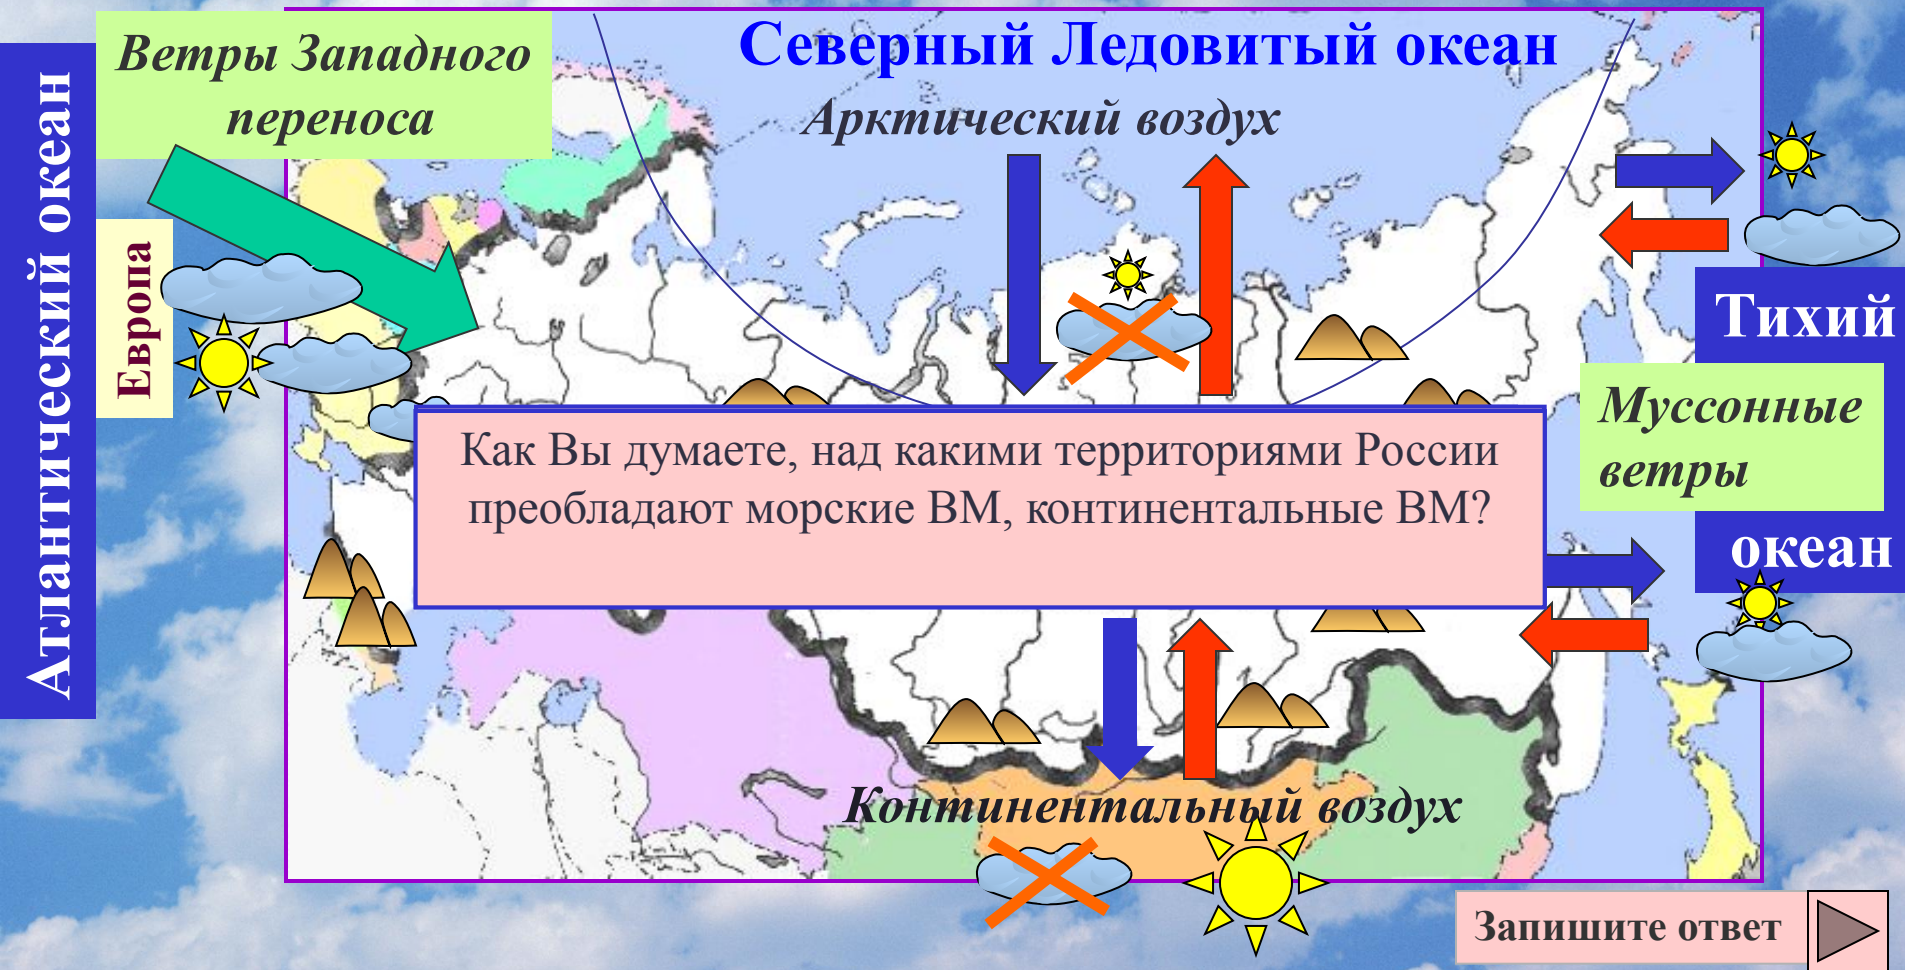 Ветры Западного
переноса
Северный Ледовитый океан
Арктический воздух
Атлантический океан
Европа
Тихий
океан
Муссонные
ветры
Как Вы думаете, над какими территориями России
преобладают морские ВМ, континентальные ВМ?
Континентальный воздух
Запишите ответ